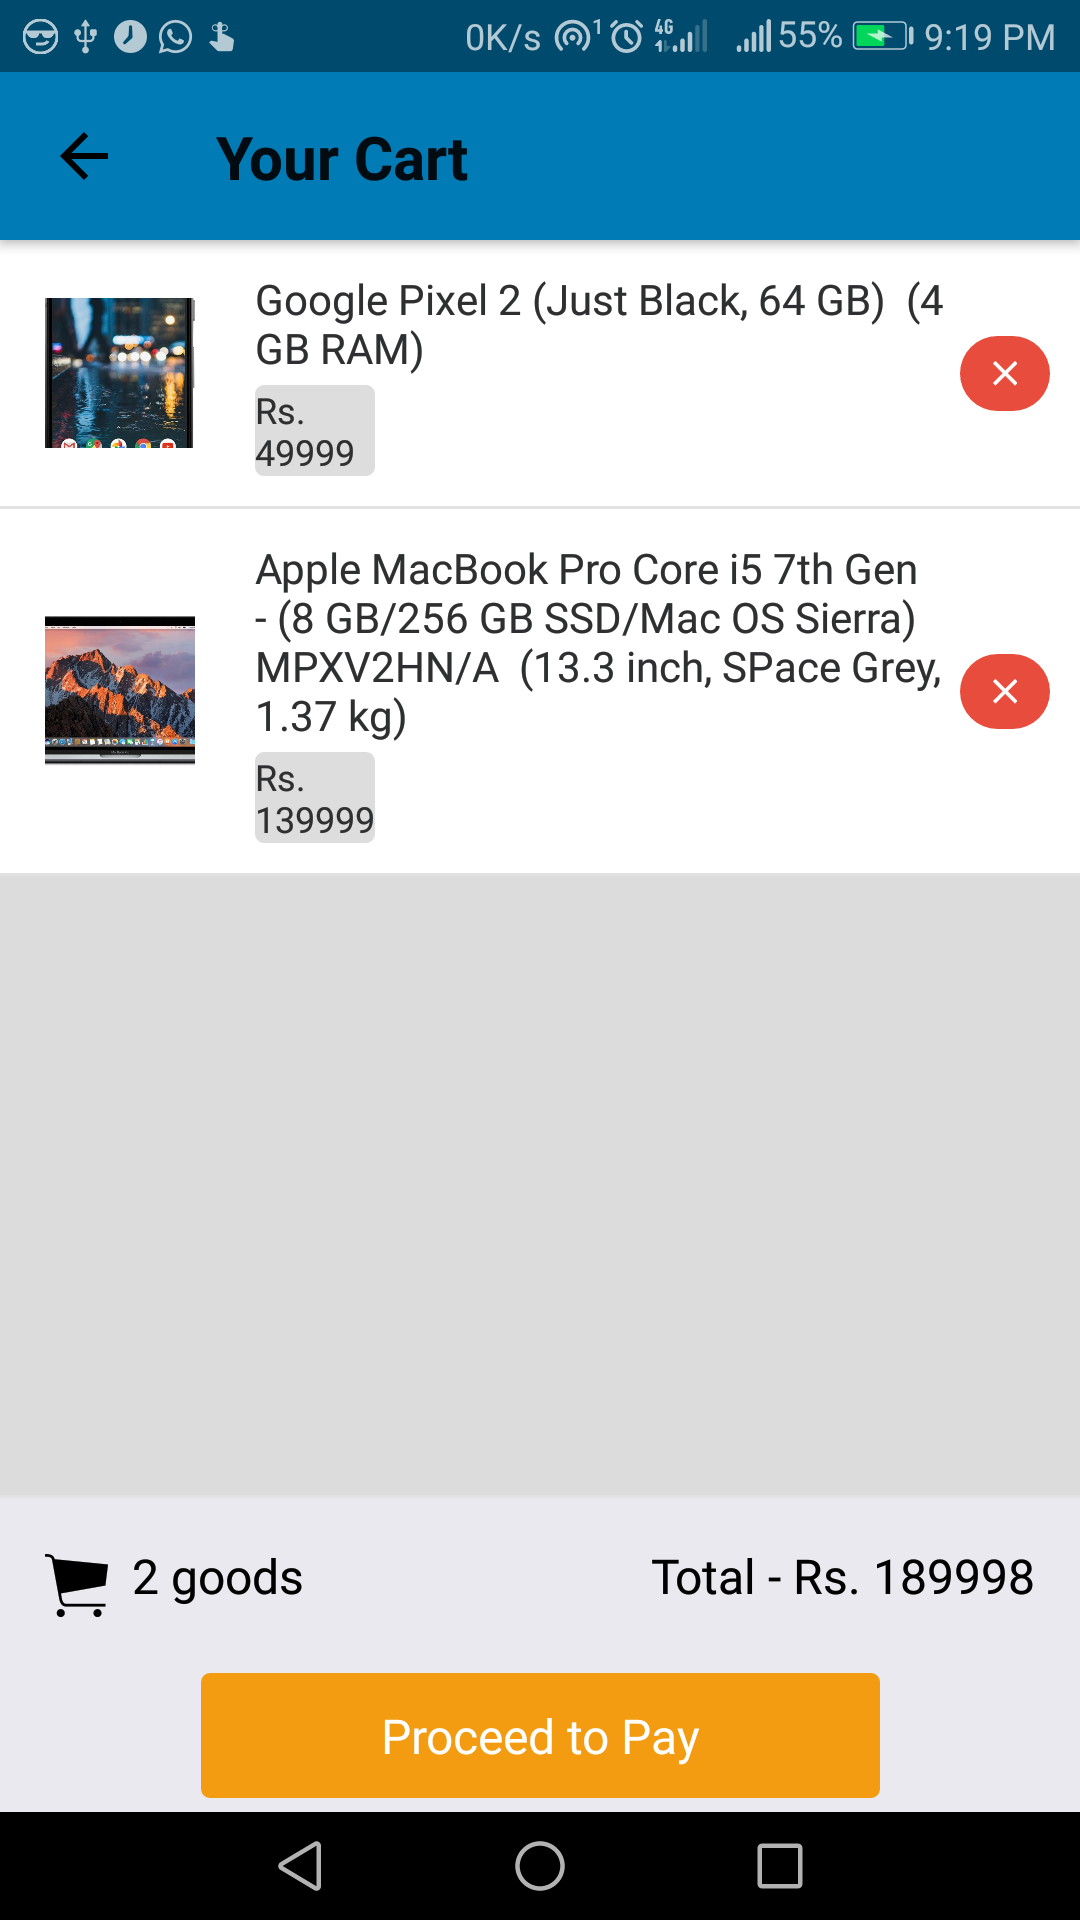 0K/s 1 4G 55% 9:19 PM
Your Cart
Google Pixel 2 (Just Black, 64 GB)  (4
GB RAM)
Rs.
49999
Apple MacBook Pro Core i5 7th Gen
- (8 GB/256 GB SSD/Mac OS Sierra)
MPXV2HN/A  (13.3 inch, SPace Grey,
1.37 kg)
Rs.
139999
2 goods
Total - Rs. 189998
Proceed to Pay